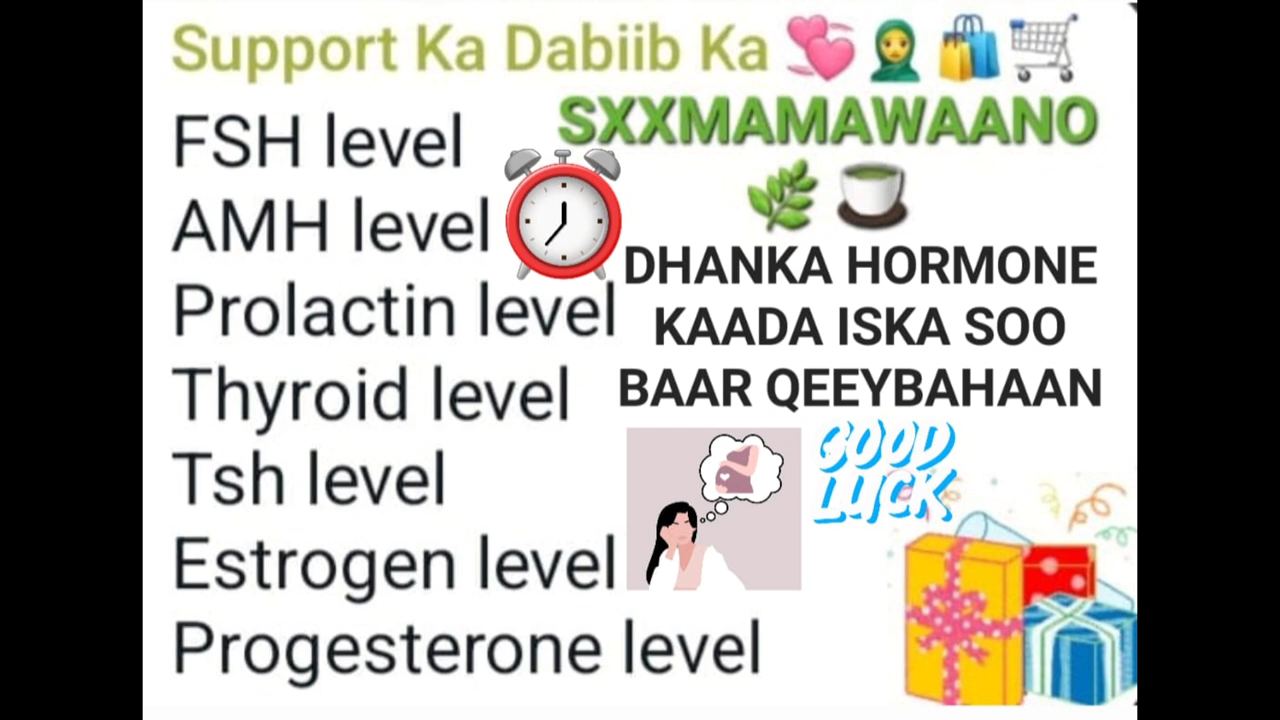 Support Ka Dabiib Ka
SXXMAMAWAANO
FSH level
AMH level
Prolactin level
Thyroid level
Tsh level
Estrogen level
Progesterone level
DHANKA HORMONE
KAADA ISKA SOO
BAAR QEEYBAHAAN
GOOD
LUCK